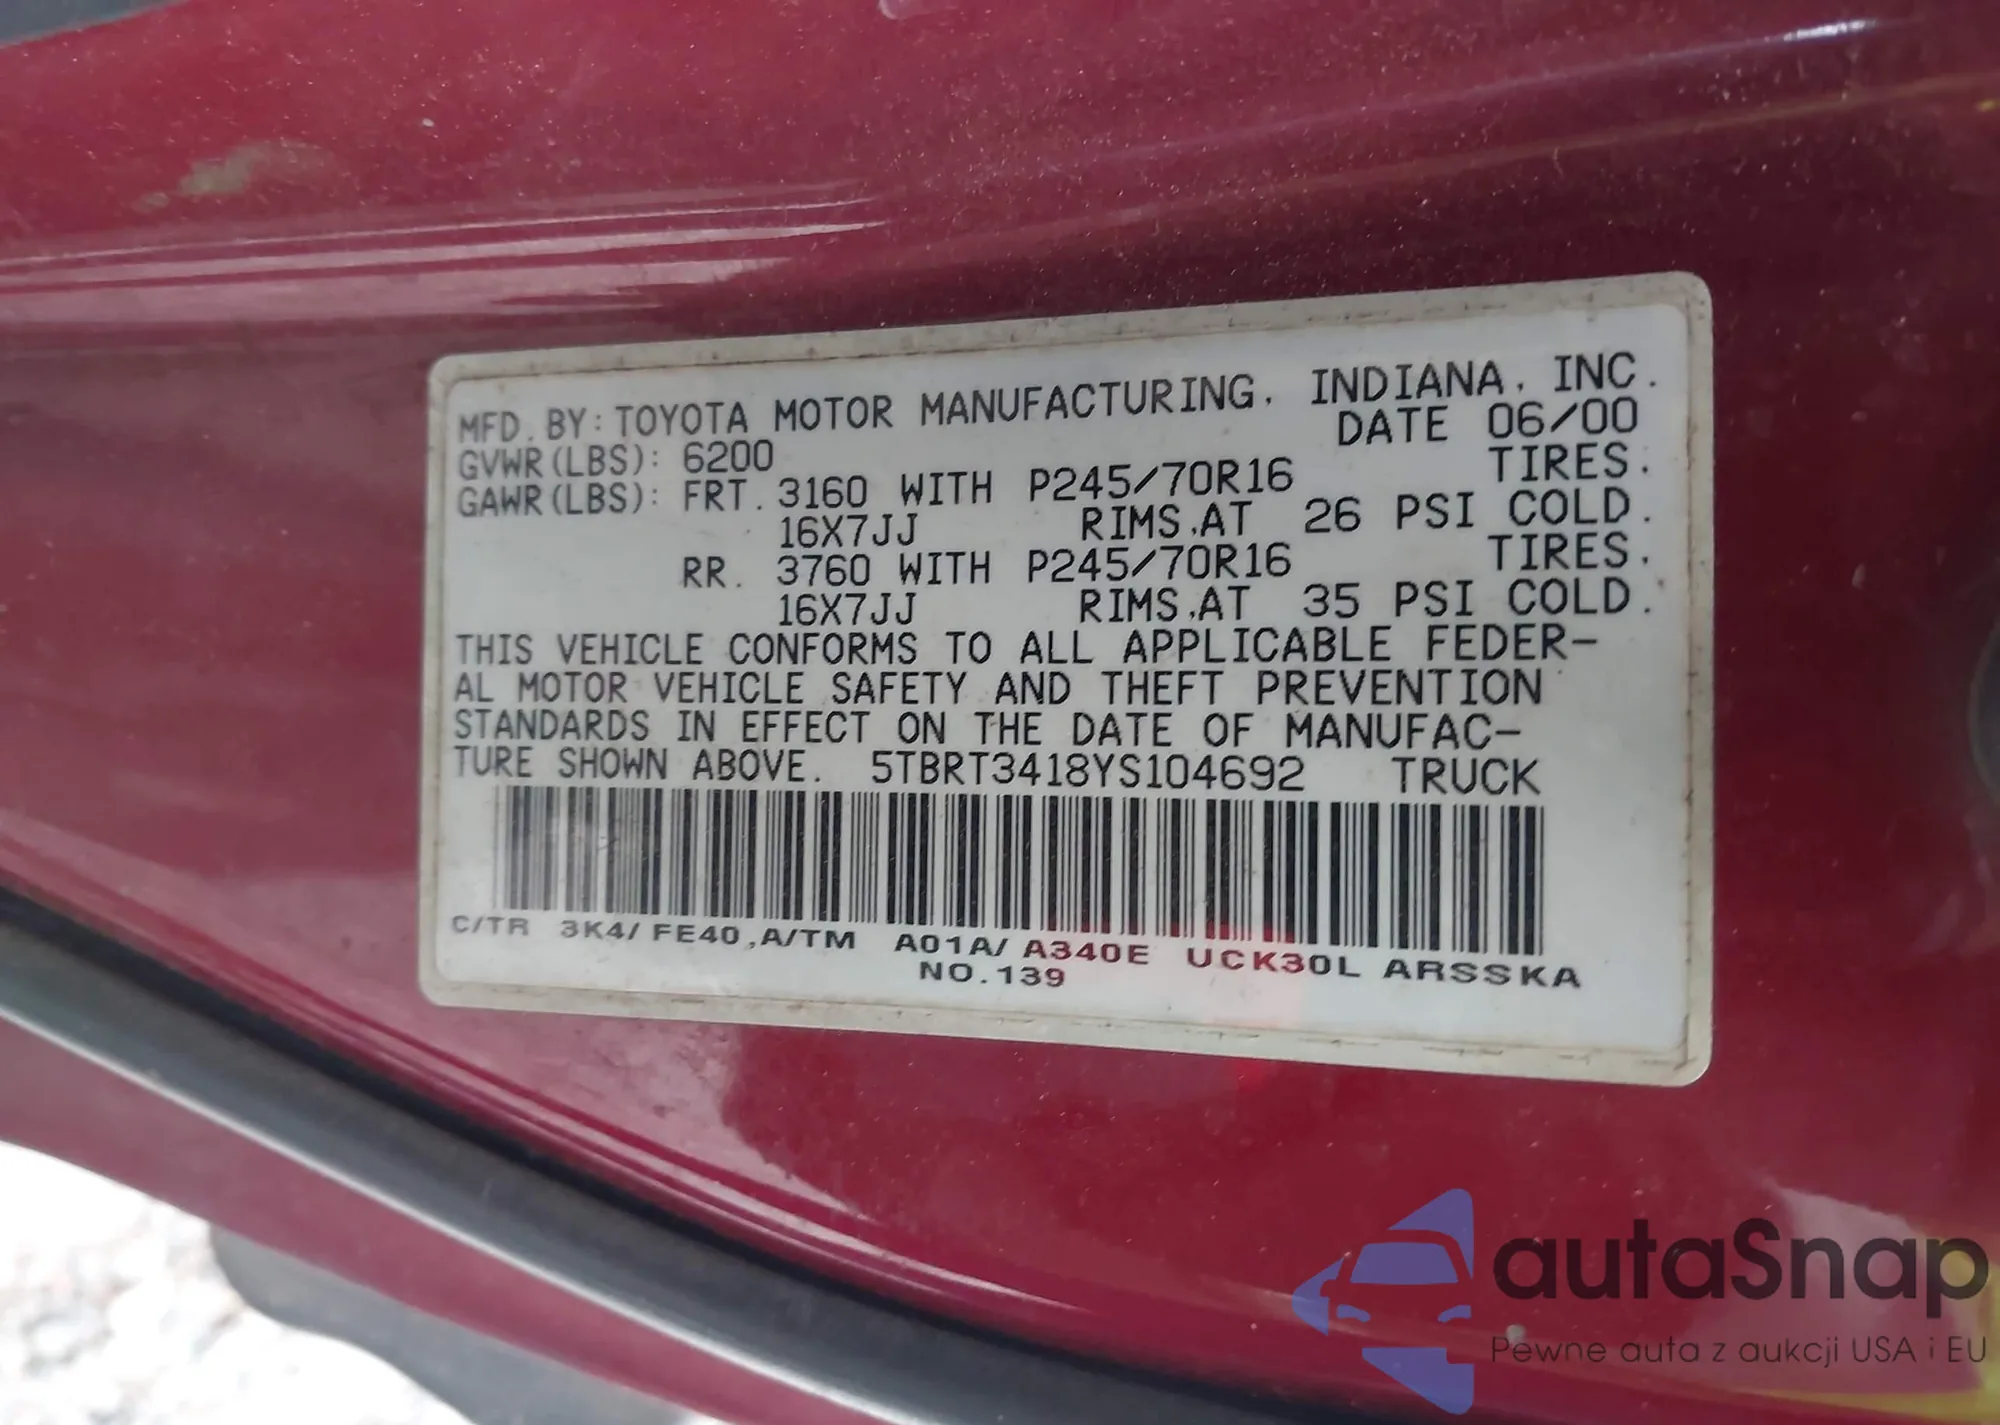 MFD. BY: TOYOTA MOTOR MANUFACTURING, INDIANA, INC.
DATE 06/00
GVWR(LBS): 6200
GAWR(LBS): FRT. 3160 WITH P245/70R16 TIRES.
16X7JJ RIMS,AT 26 PSI COLD.
RR. 3760 WITH P245/70R16 TIRES.
16X7JJ RIMS,AT 35 PSI COLD.
THIS VEHICLE CONFORMS TO ALL APPLICABLE FEDER-
AL MOTOR VEHICLE SAFETY AND THEFT PREVENTION
STANDARDS IN EFFECT ON THE DATE OF MANUFAC-
TURE SHOWN ABOVE. 5TBRT3418YS104692 TRUCK
C/TR 3K4/FE40,A/TM A01A/A340E UCK30L ARSSKA
NO.139
autaSnap
Pewne auta z aukcji USA i EU